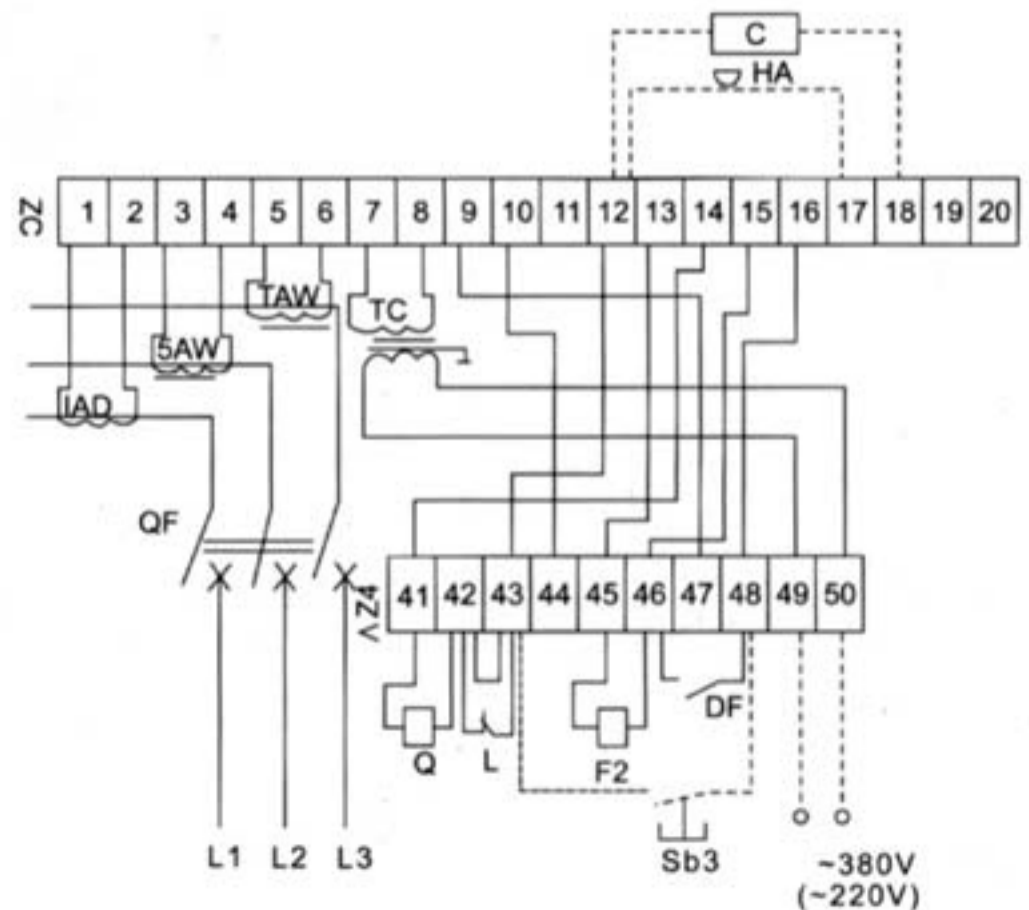 C
HA
ZC 1 2 3 4 5 6 7 8 9 10 11 12 13 14 15 16 17 18 19 20
TAW TC
5AW
IAD
QF
<Z4 41 42 43 44 45 46 47 48 49 50
DF
Q L F2
L1 L2 L3 Sb3 ~380V
(~220V)